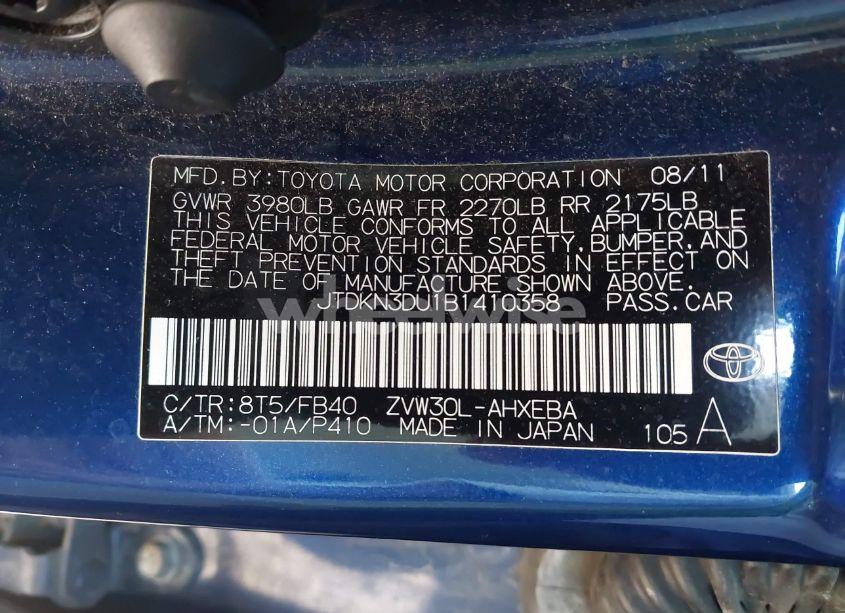 MFD.BY:TOYOTA MOTOR CORPORATION 08/11
GVWR 3980LB GAWR FR 2270LB RR 2175LB
THIS VEHICLE CONFORMS TO ALL APPLICABLE
FEDERAL MOTOR VEHICLE SAFETY,BUMPER,AND
THEFT PREVENTION STANDARDS IN EFFECT ON
THE DATE OF MANUFACTURE SHOWN ABOVE.
JTDKN3DU1B1410358 PASS.CAR
wheelwise
C/TR:8T5/FB40 ZVW30L-AHXEBA
A/TM:-01A/P410 MADE IN JAPAN 105 A